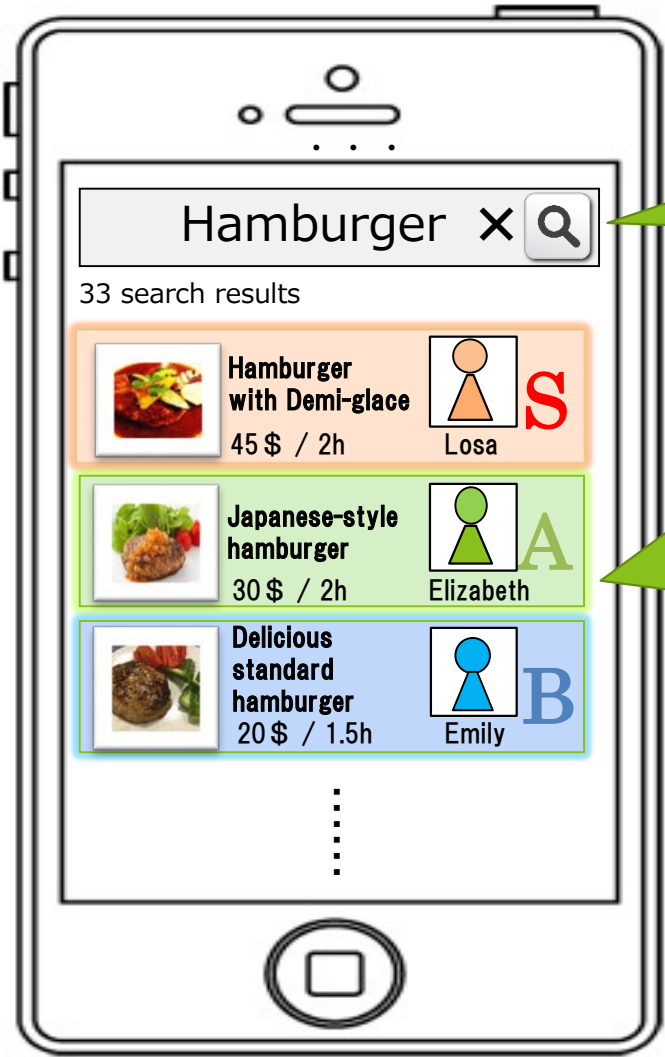 Hamburger ×
33 search results
Hamburger
with Demi-glace
45$ / 2h
Losa
S
Japanese-style
hamburger
30$ / 2h
Elizabeth
A
Delicious
standard
hamburger
20$ / 1.5h
Emily
B